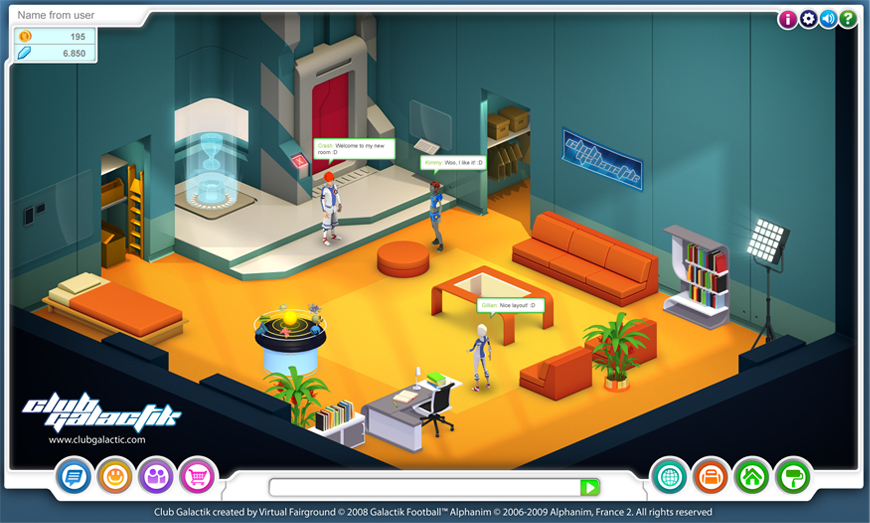 Name from user
195
6.850
Crash: Welcome to my new
room :D
Kimmy: Woo, I like it! :D
club
galactik
Gillian: Nice layout! :D
club
galactik
www.clubgalactic.com
Club Galactik created by Virtual Fairground © 2008 Galactik Football™ Alphanim © 2006-2009 Alphanim, France 2. All rights reserved